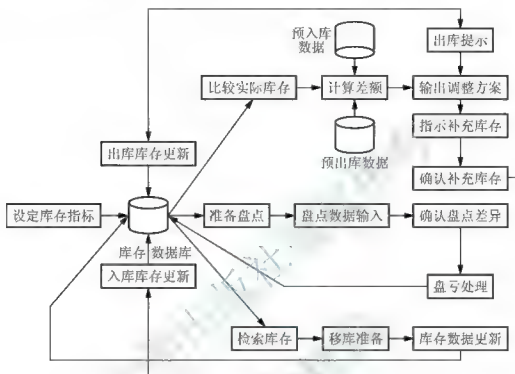 预入库
数据
出库提示
比较实际库存
计算差额
输出调整方案
指示补充库存
出库库存更新
预出库数据
确认补充库存
设定库存指标
准备盘点
盘点数据输入
确认盘点差异
库存 数据库
入库库存更新
盘亏处理
检索库存
移库准备
库存数据更新